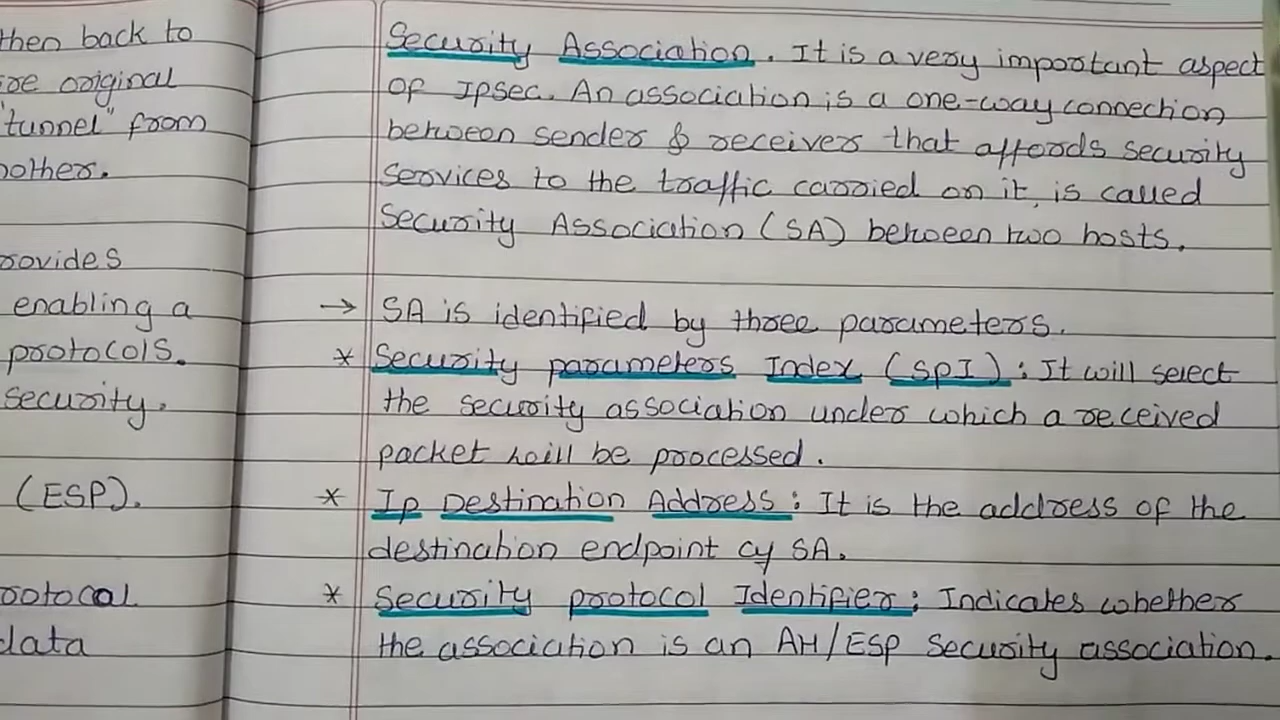 then back to
original
"tunnel" from
other.
provides
enabling a
protocols.
security.
(ESP).
protocol
data
Security Association. It is a very important aspect
of Ipsec. An association is a one-way connection
between sender & receiver that affords security
services to the traffic carried on it, is called
Security Association (SA) between two hosts.
→ SA is identified by three parameters.
* Security parameters Index (SPI): It will select
the security association under which a received
packet will be processed.
* Ip Destination Address: It is the address of the
destination endpoint of SA.
* Security protocol Identifier: Indicates whether
the association is an AH/ESP security association.